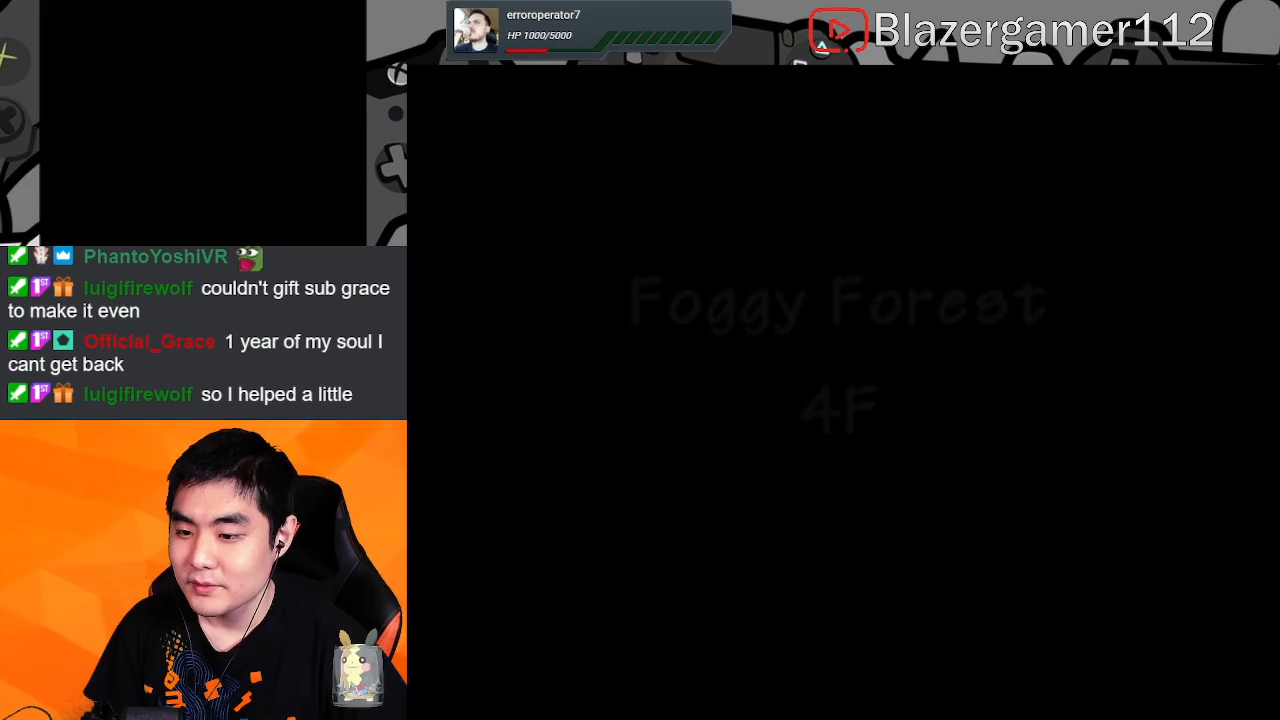 erroroperator7
HP 1000/5000
Blazergamer112
PhantoYoshiVR
luigifirewolf couldn't gift sub grace
to make it even
Official_Grace 1 year of my soul I
cant get back
luigifirewolf so I helped a little
Foggy Forest
4F